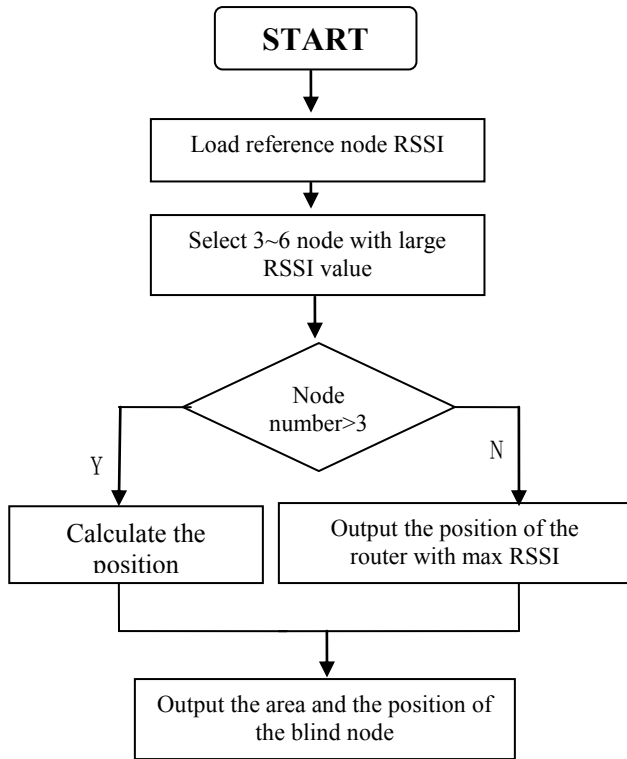 START
Load reference node RSSI
Select 3~6 node with large
RSSI value
Node
number>3
Y
N
Calculate the
position
Output the position of the
router with max RSSI
Output the area and the position of
the blind node